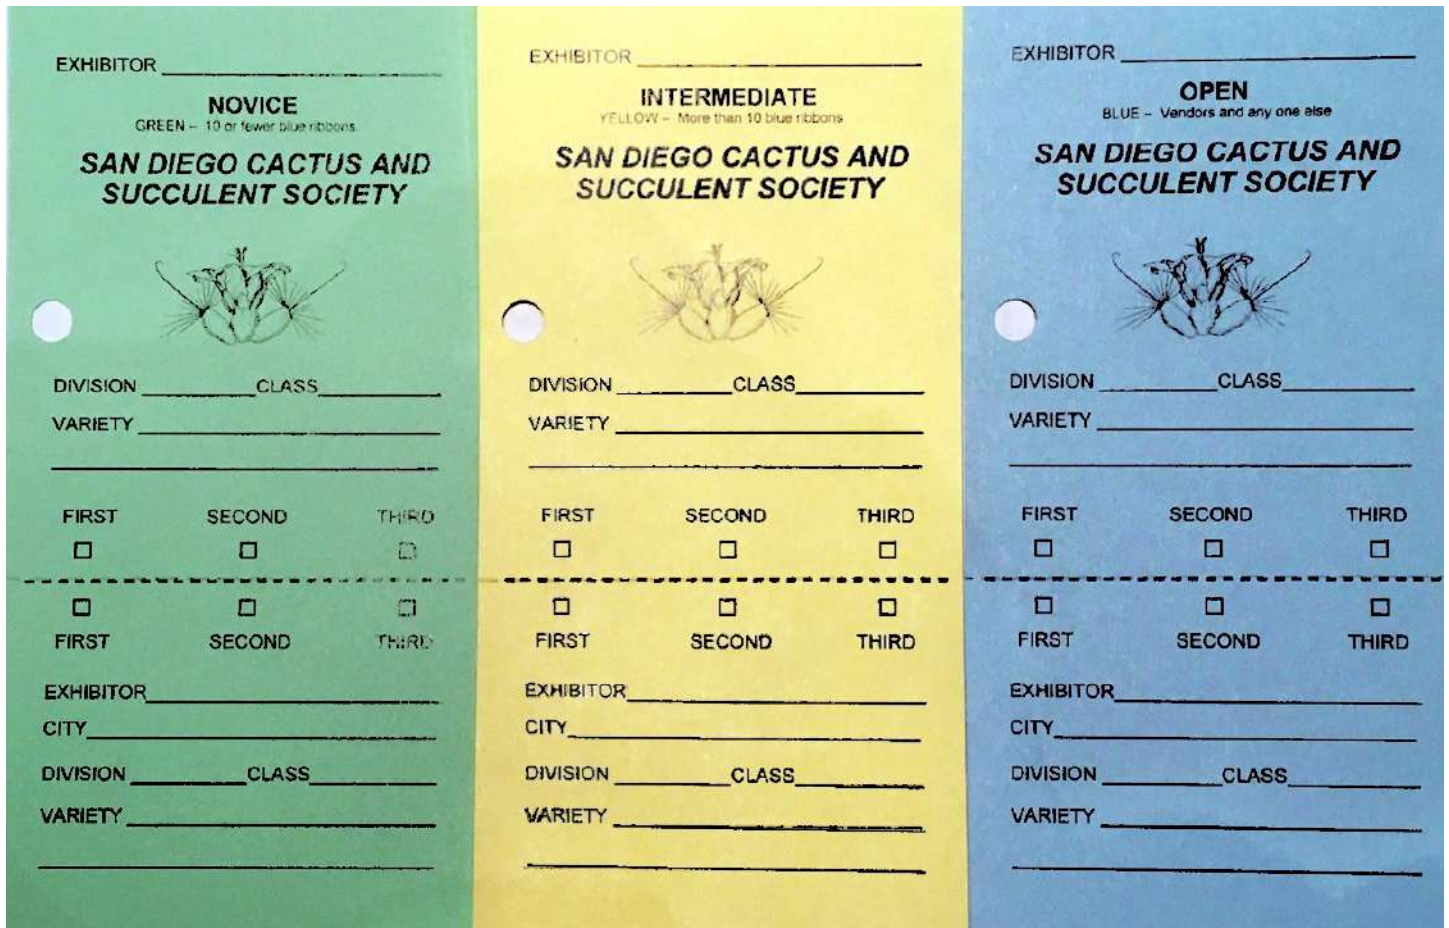 EXHIBITOR
NOVICE
GREEN – 10 or fewer blue ribbons
SAN DIEGO CACTUS AND
SUCCULENT SOCIETY
DIVISION CLASS
VARIETY
FIRST SECOND THIRD
FIRST SECOND THIRD
EXHIBITOR
CITY
DIVISION CLASS
VARIETY
EXHIBITOR
INTERMEDIATE
YELLOW – More than 10 blue ribbons
SAN DIEGO CACTUS AND
SUCCULENT SOCIETY
DIVISION CLASS
VARIETY
FIRST SECOND THIRD
FIRST SECOND THIRD
EXHIBITOR
CITY
DIVISION CLASS
VARIETY
EXHIBITOR
OPEN
BLUE – Vendors and any one else
SAN DIEGO CACTUS AND
SUCCULENT SOCIETY
DIVISION CLASS
VARIETY
FIRST SECOND THIRD
FIRST SECOND THIRD
EXHIBITOR
CITY
DIVISION CLASS
VARIETY